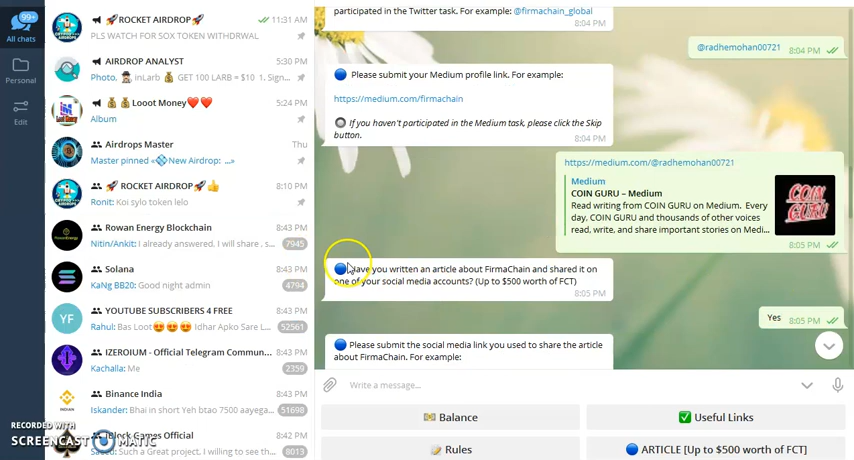 99+
All chats
Personal
Edit
RECORDED WITH
SCREENCAST MATIC
🚀ROCKET AIRDROP🚀
11:31 AM
PLS WATCH FOR SOX TOKEN WITHDRWAL
AIRDROP ANALYST
5:30 PM
Photo, 🕵 inLarb 💰 GET 100 LARB = $10 1. Sign...
💰💰Looot Money❤️❤️
5:24 PM
Album
Airdrops Master
Thu
Master pinned «💠New Airdrop: ...»
🚀ROCKET AIRDROP🚀👍
8:10 PM
Ronit: Koi sylo token lelo
Rowan Energy Blockchain
8:43 PM
Nitin/Ankit: I already answered. I will share , s...
7945
Solana
8:43 PM
KaNg BB20: Good night admin
4794
YF
YOUTUBE SUBSCRIBERS 4 FREE
8:43 PM
Rahul: Bas Loot😍😍😍 Idhar Apko Sare L...
52561
IZEROIUM - Official Telegram Commun...
8:43 PM
Kachalla: Me
2359
Binance India
8:43 PM
Iskander: Bhai in short Yeh btao 7500 aayega...
51698
Block Games Official
8:42 PM
Such a Great project, I willing to see th...
8013
participated in the Twitter task. For example: @firmachain_global
8:04 PM
@radhemohan00721
8:04 PM
🔵 Please submit your Medium profile link. For example:
https://medium.com/firmachain
🔘 If you haven't participated in the Medium task, please click the Skip
button.
8:04 PM
https://medium.com/@radhemohan00721
Medium
COIN GURU – Medium
Read writing from COIN GURU on Medium. Every
day, COIN GURU and thousands of other voices
read, write, and share important stories on Medi...
COIN
GURU
8:05 PM
🔵 Have you written an article about FirmaChain and shared it on
one of your social media accounts? (Up to $500 worth of FCT)
8:05 PM
Yes
8:05 PM
🔵 Please submit the social media link you used to share the article
about FirmaChain. For example:
Write a message...
💴 Balance
✅ Useful Links
📝 Rules
🔵 ARTICLE [Up to $500 worth of FCT]